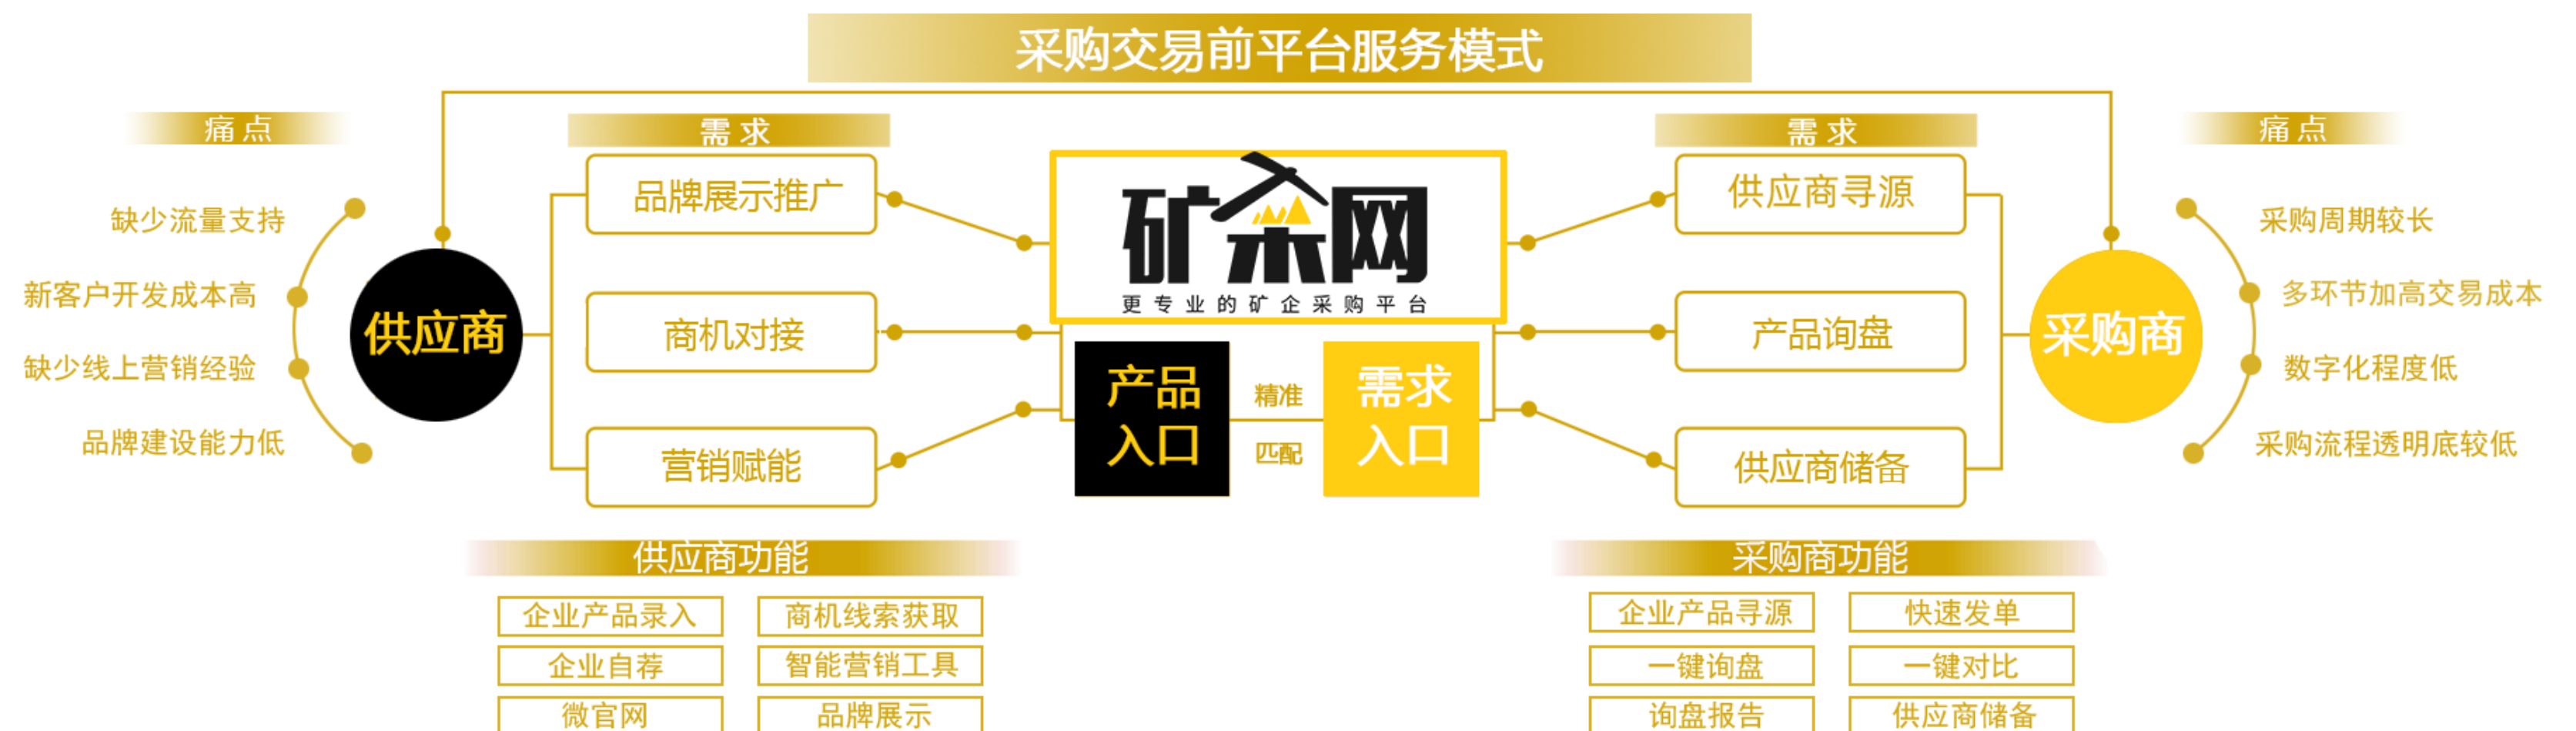 采购交易前平台服务模式
痛点
缺少流量支持
新客户开发成本高
缺少线上营销经验
品牌建设能力低
供应商
需求
品牌展示推广
商机对接
营销赋能
矿采网
更专业的矿企采购平台
产品
入口
精准
匹配
需求
入口
需求
供应商寻源
产品询盘
供应商储备
采购商
痛点
采购周期较长
多环节加高交易成本
数字化程度低
采购流程透明底较低
供应商功能
企业产品录入
商机线索获取
企业自荐
智能营销工具
微官网
品牌展示
采购商功能
企业产品寻源
快速发单
一键询盘
一键对比
询盘报告
供应商储备